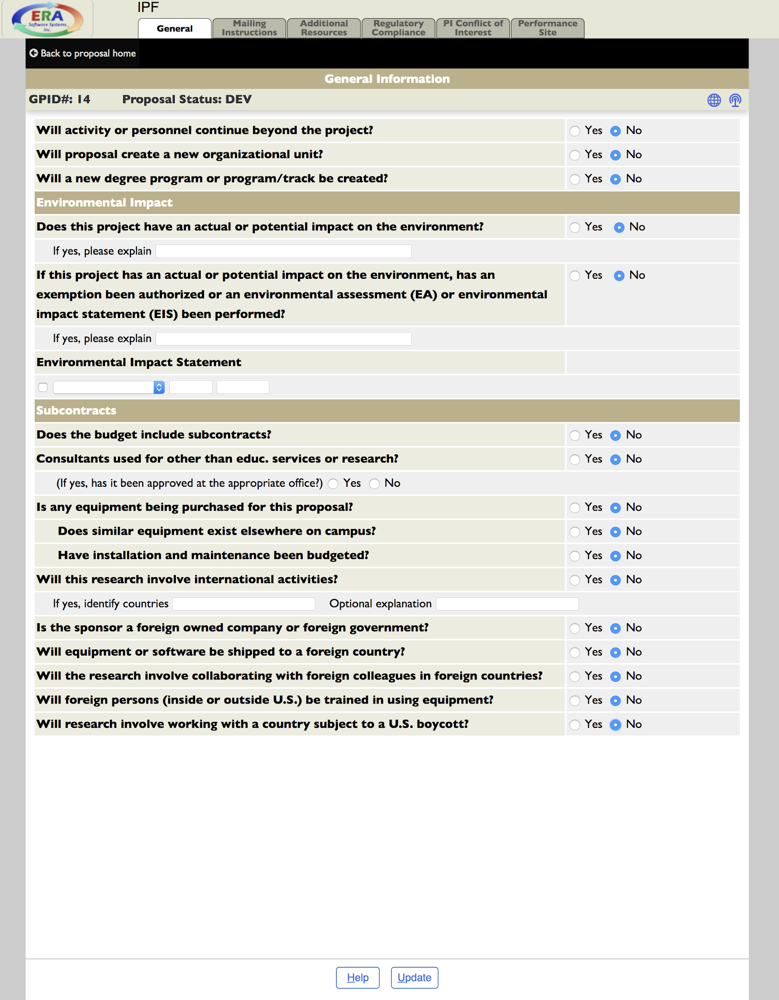 ERA
Software Systems
Inc.
IPF
General
Mailing
Instructions
Additional
Resources
Regulatory
Compliance
PI Conflict of
Interest
Performance
Site
Back to proposal home
General Information
GPID#: 14 Proposal Status: DEV
Will activity or personnel continue beyond the project? Yes No
Will proposal create a new organizational unit? Yes No
Will a new degree program or program/track be created? Yes No
Environmental Impact
Does this project have an actual or potential impact on the environment? Yes No
If yes, please explain
If this project has an actual or potential impact on the environment, has an Yes No
exemption been authorized or an environmental assessment (EA) or environmental
impact statement (EIS) been performed?
If yes, please explain
Environmental Impact Statement
Subcontracts
Does the budget include subcontracts? Yes No
Consultants used for other than educ. services or research? Yes No
(If yes, has it been approved at the appropriate office?) Yes No
Is any equipment being purchased for this proposal? Yes No
Does similar equipment exist elsewhere on campus? Yes No
Have installation and maintenance been budgeted? Yes No
Will this research involve international activities? Yes No
If yes, identify countries Optional explanation
Is the sponsor a foreign owned company or foreign government? Yes No
Will equipment or software be shipped to a foreign country? Yes No
Will the research involve collaborating with foreign colleagues in foreign countries? Yes No
Will foreign persons (inside or outside U.S.) be trained in using equipment? Yes No
Will research involve working with a country subject to a U.S. boycott? Yes No
Help Update